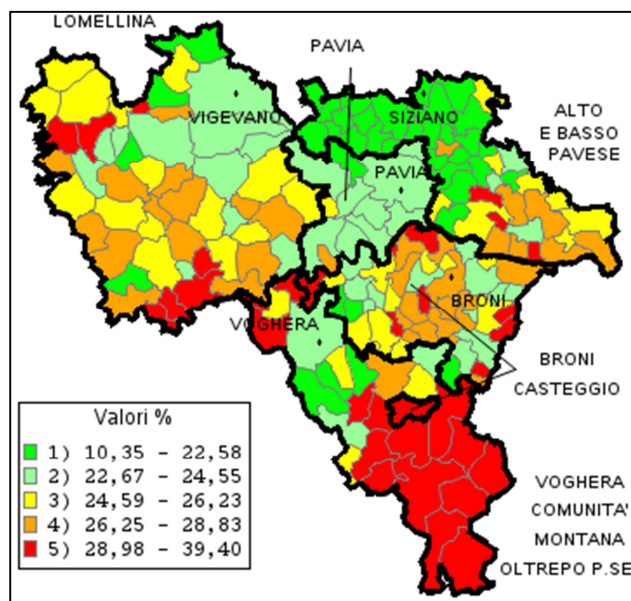 LOMELLINA
PAVIA
VIGEVANO
SIZIANO
ALTO
E BASSO
PAVESE
PAVIA
BRONI
VOGHERA
BRONI
CASTEGGIO
Valori %
1) 10,35 - 22,58
2) 22,67 - 24,55
3) 24,59 - 26,23
4) 26,25 - 28,83
5) 28,98 - 39,40
VOGHERA
COMUNITA'
MONTANA
OLTREPO P.SE